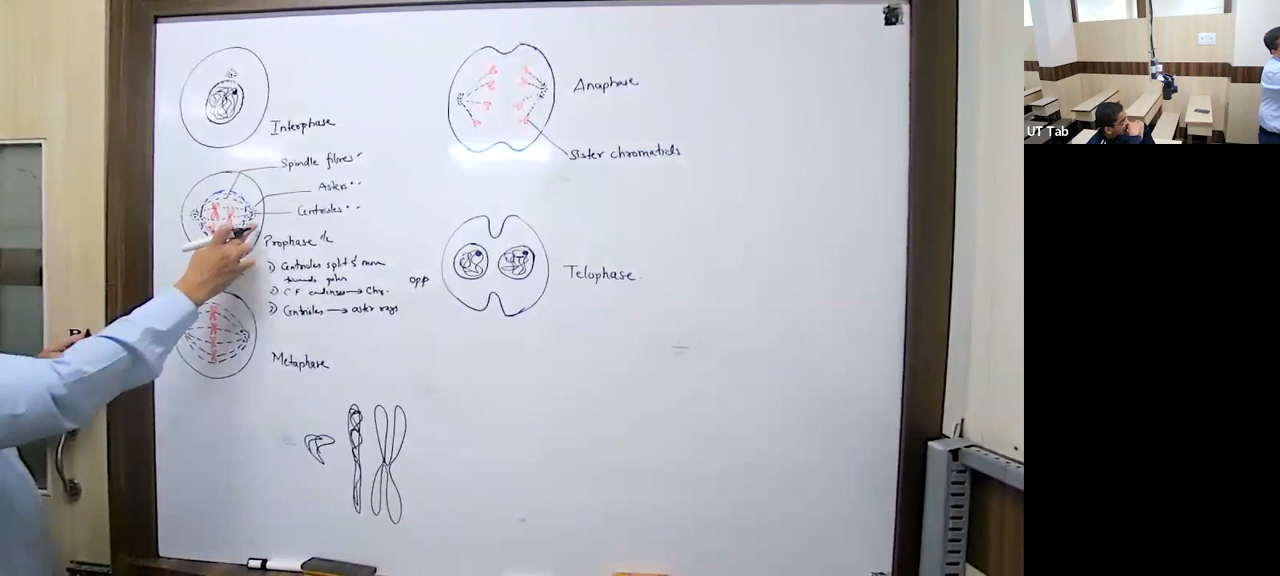 Interphase
Spindle fibres
Asters
Centrioles
Prophase
1) Centrioles split & move
towards poles
2) C.F condenses → Chr.
3) Centrioles → aster rays
opp
Metaphase
Anaphase
Sister chromatids
Telophase
UT Tab